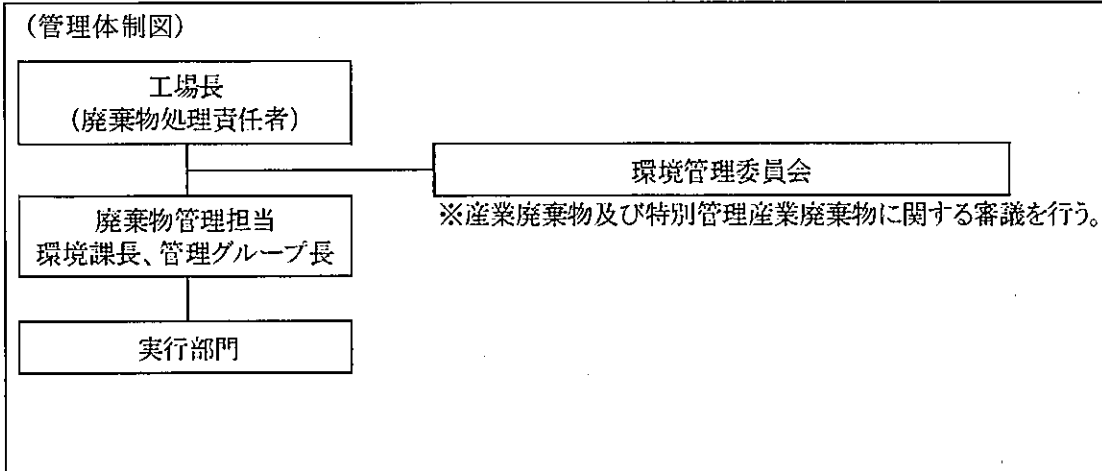 (管理体制図)
工場長
(廃棄物処理責任者)
環境管理委員会
※産業廃棄物及び特別管理産業廃棄物に関する審議を行う。
廃棄物管理担当
環境課長、管理グループ長
実行部門